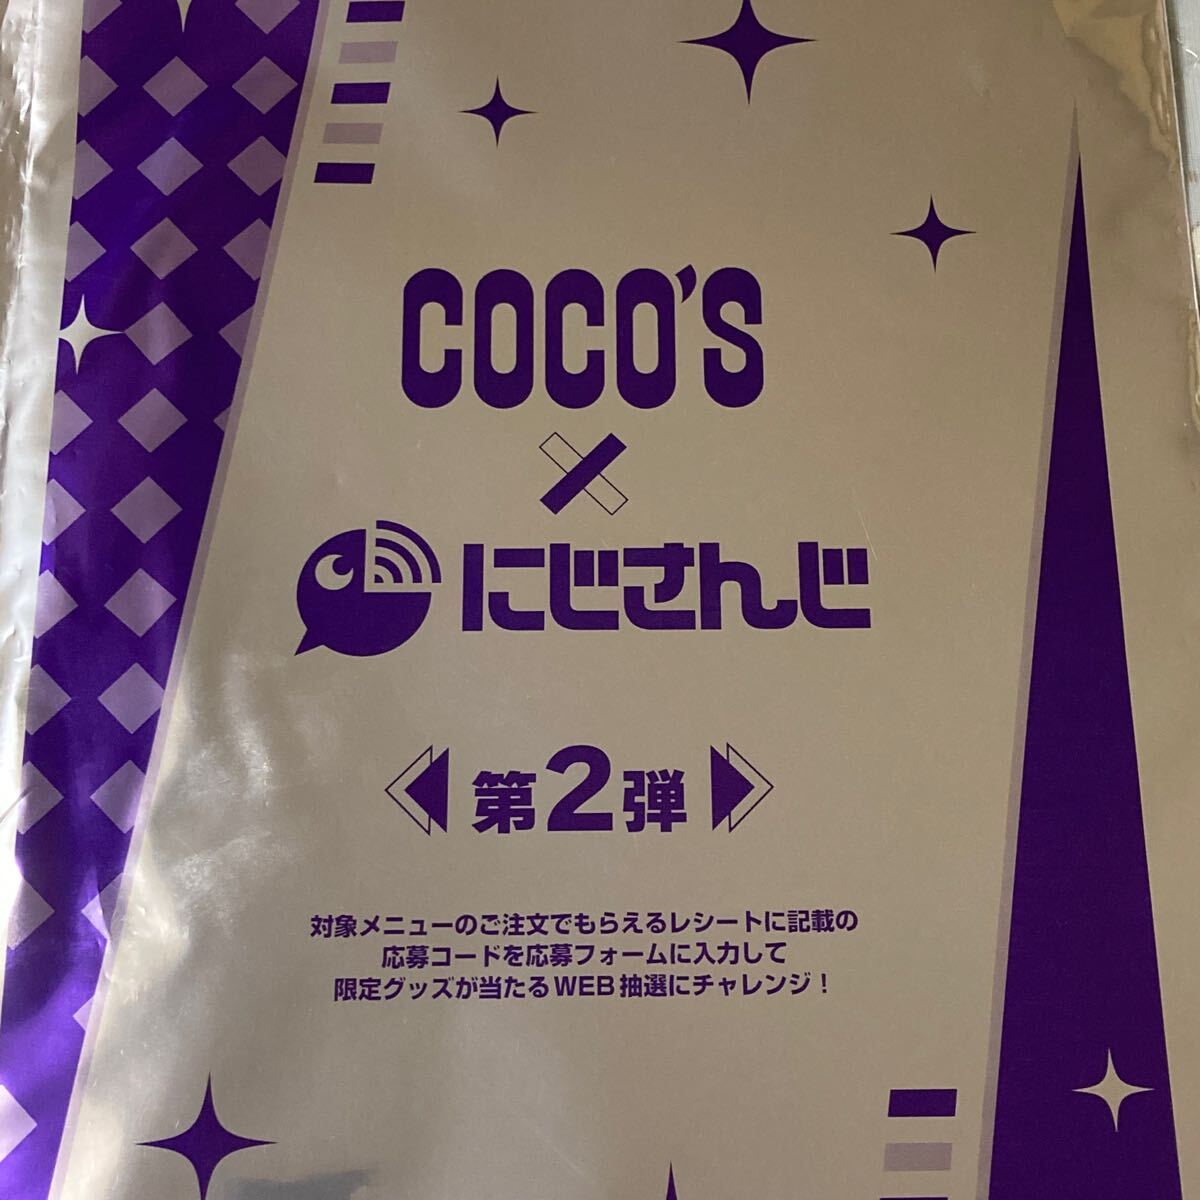 COCO'S
×
にじさんじ
第2弾
対象メニューのご注文でもらえるレシートに記載の
応募コードを応募フォームに入力して
限定グッズが当たるWEB抽選にチャレンジ！